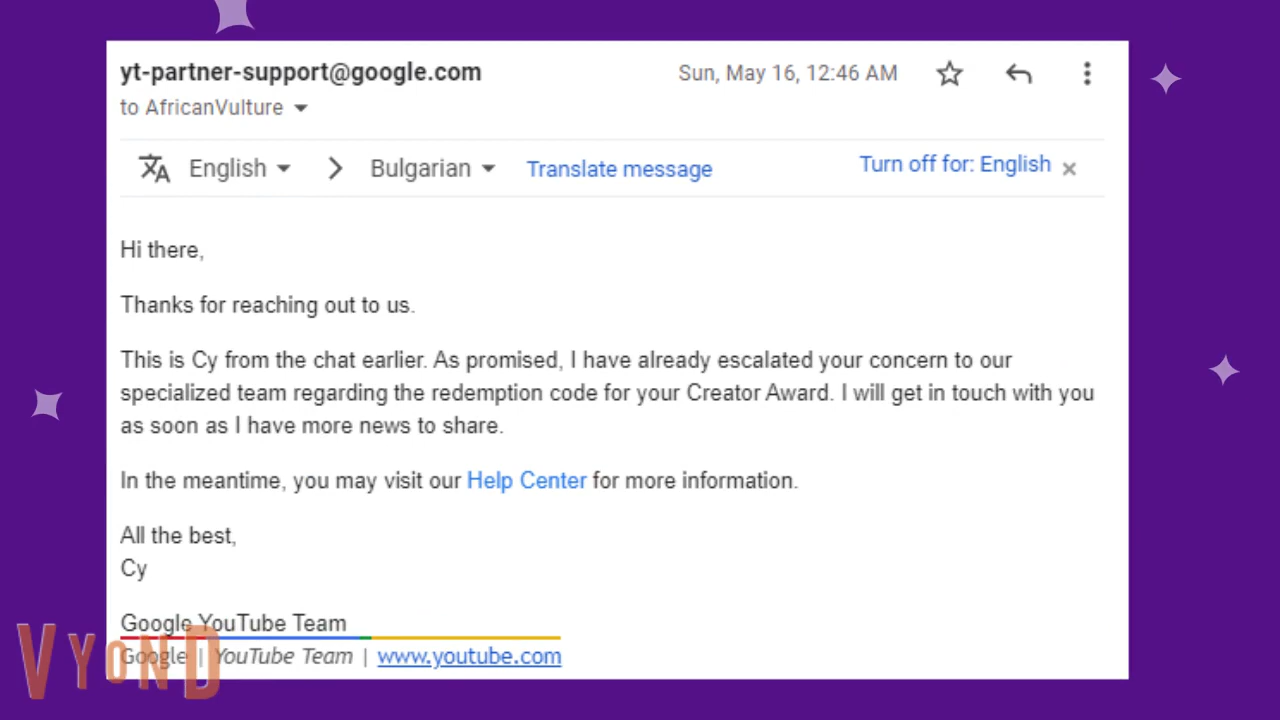 yt-partner-support@google.com
Sun, May 16, 12:46 AM
to AfricanVulture
English
Bulgarian
Translate message
Turn off for: English
Hi there,
Thanks for reaching out to us.
This is Cy from the chat earlier. As promised, I have already escalated your concern to our
specialized team regarding the redemption code for your Creator Award. I will get in touch with you
as soon as I have more news to share.
In the meantime, you may visit our Help Center for more information.
All the best,
Cy
Google YouTube Team
Google | YouTube Team | www.youtube.com
VYOND